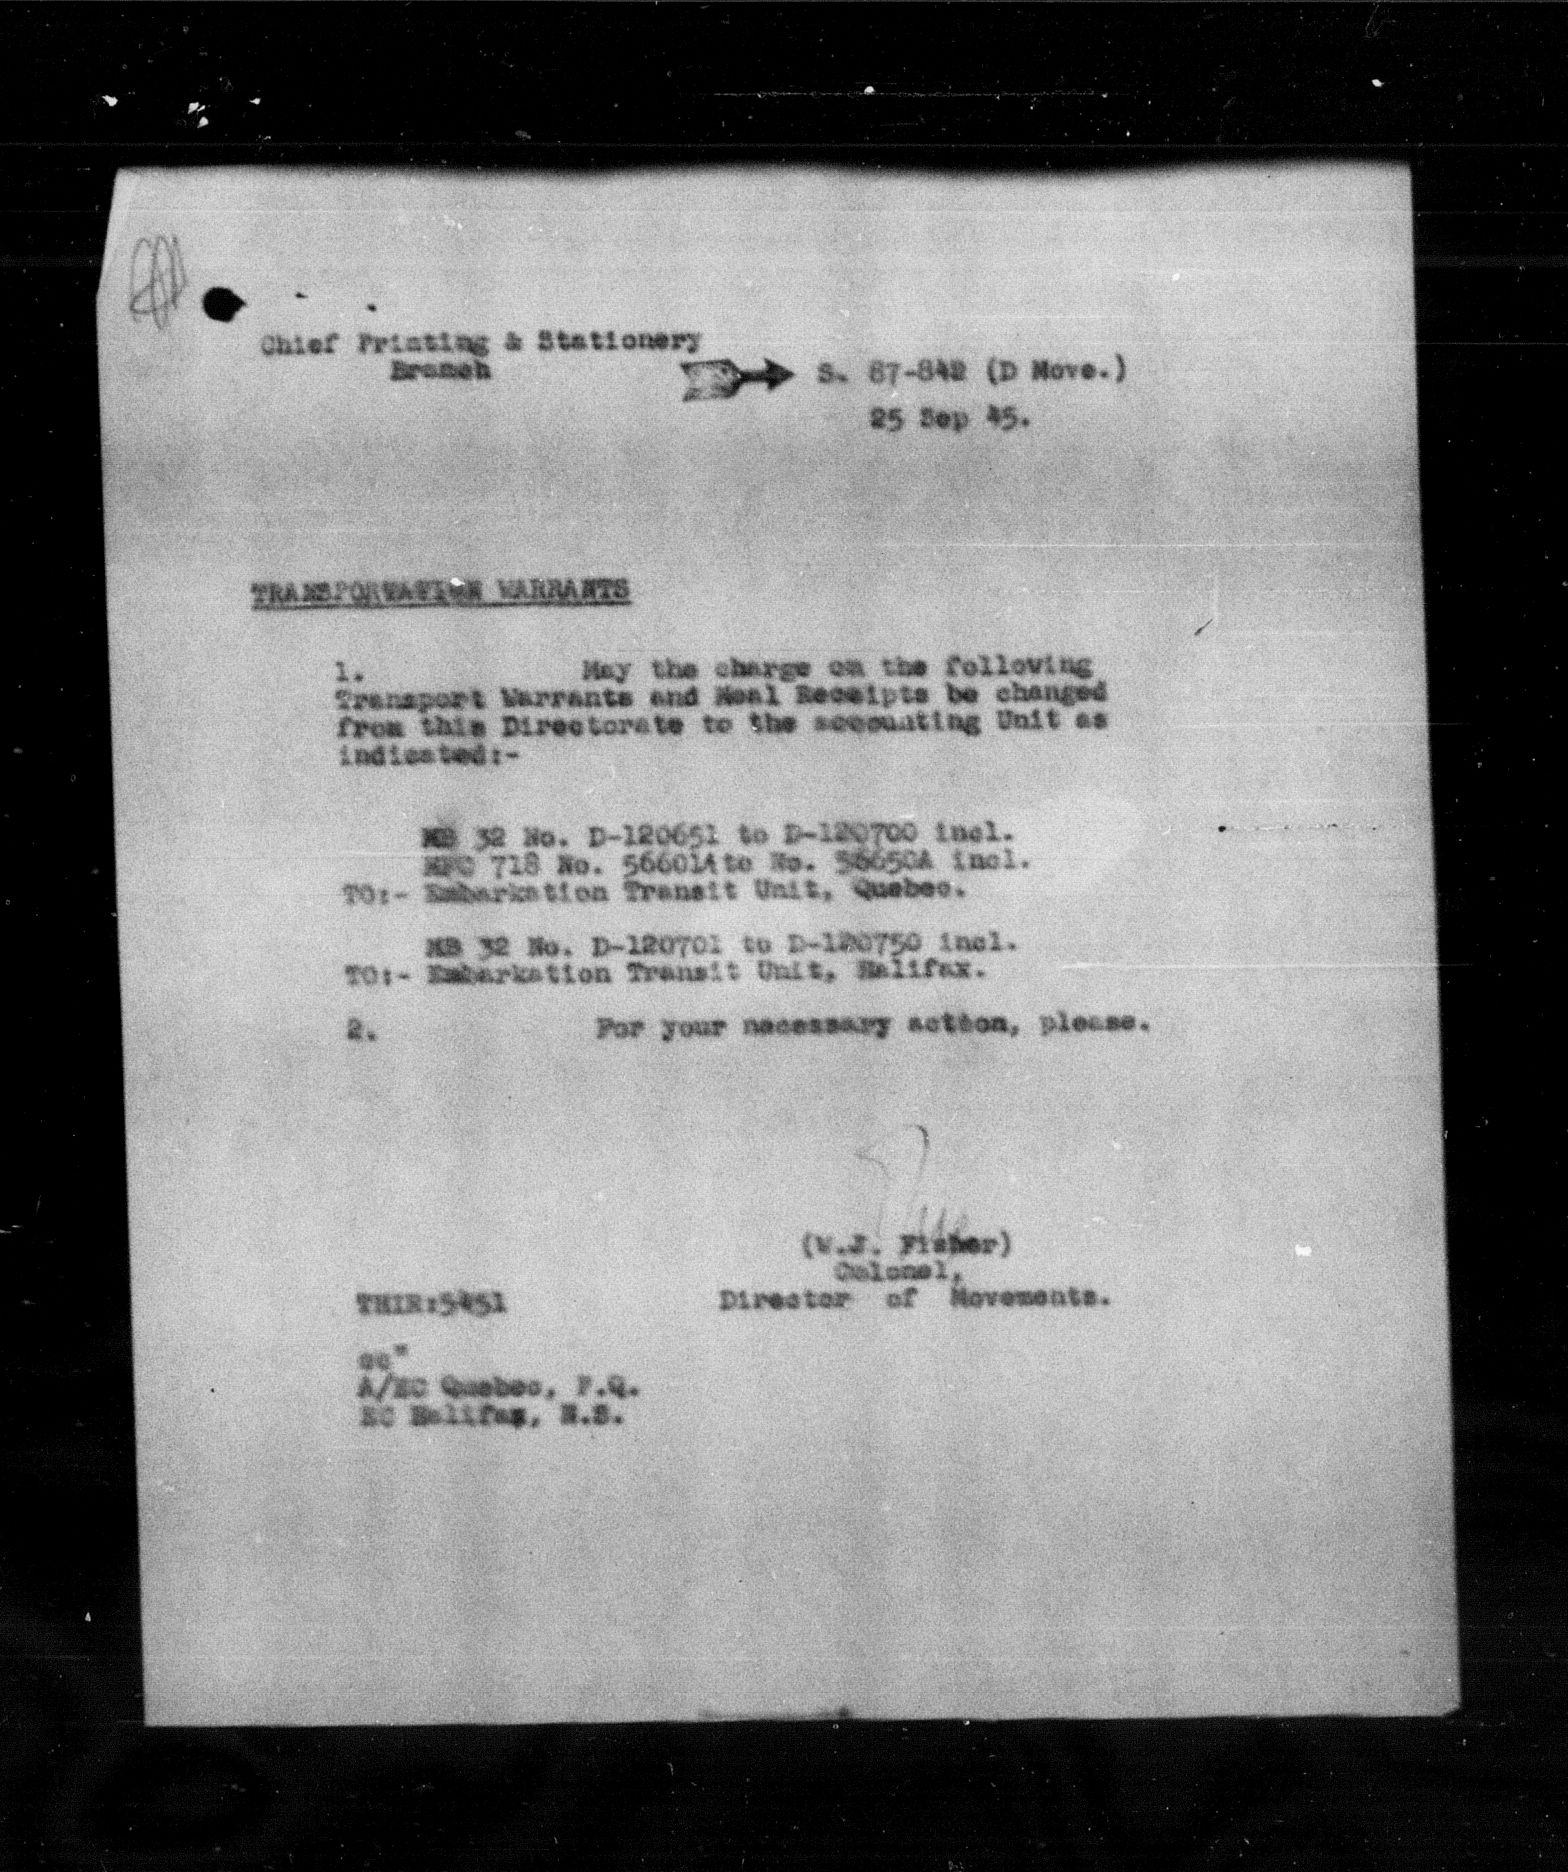 Chief Printing & Stationery
Branch
S. 87-842 (D Move.)
25 Sep 45.
TRANSPORTATION WARRANTS
1. May the charge on the following
Transport Warrants and Meal Receipts be changed
from this Directorate to the accounting Unit as
indicated:-
MB 32 No. D-120651 to D-120700 incl.
MFC 718 No. 56601A to No. 56650A incl.
TO:- Embarkation Transit Unit, Quebec.
MB 32 No. D-120701 to D-120750 incl.
TO:- Embarkation Transit Unit, Halifax.
2. For your necessary action, please.
(W.J. Fisher)
Colonel,
Director of Movements.
THIR:5451
cc"
A/EC Quebec, P.Q.
EC Halifax, N.S.